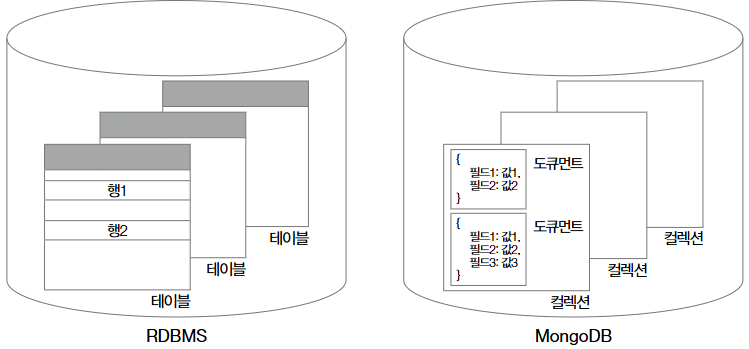 행1
행2
테이블
테이블
테이블
RDBMS
{
필드1: 값1,
필드2: 값2
}
도큐먼트
{
필드1: 값1,
필드2: 값2,
필드3: 값3
}
도큐먼트
컬렉션
컬렉션
컬렉션
MongoDB